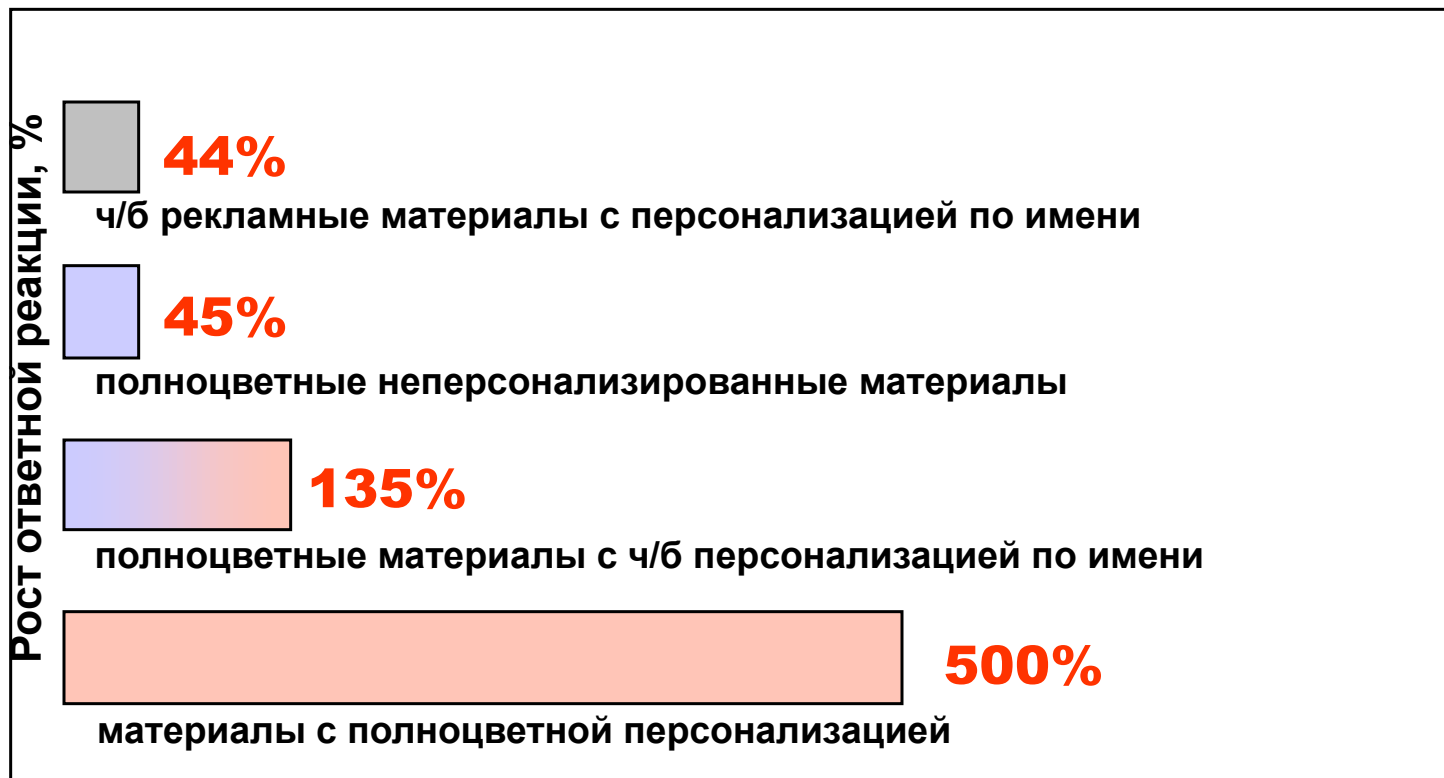 Рост ответной реакции, %
44%
ч/б рекламные материалы с персонализацией по имени
45%
полноцветные неперсонализированные материалы
135%
полноцветные материалы с ч/б персонализацией по имени
500%
материалы с полноцветной персонализацией